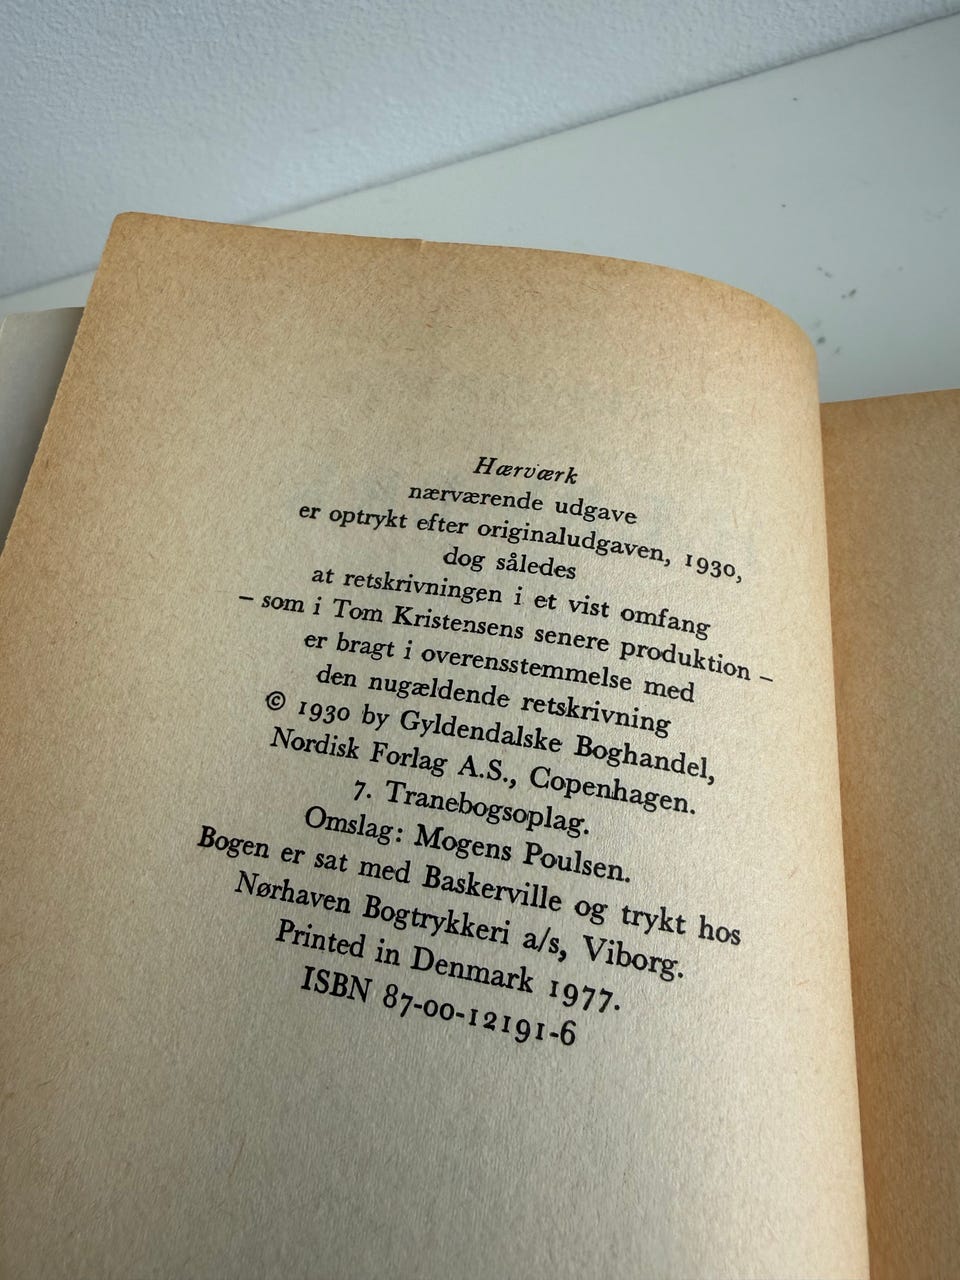 Hærværk
nærværende udgave
er optrykt efter originaludgaven, 1930,
dog således
at retskrivningen i et vist omfang
– som i Tom Kristensens senere produktion –
er bragt i overensstemmelse med
den nugældende retskrivning
© 1930 by Gyldendalske Boghandel,
Nordisk Forlag A.S., Copenhagen.
7. Tranebogsoplag.
Omslag: Mogens Poulsen.
Bogen er sat med Baskerville og trykt hos
Nørhaven Bogtrykkeri a/s, Viborg.
Printed in Denmark 1977.
ISBN 87-00-12191-6